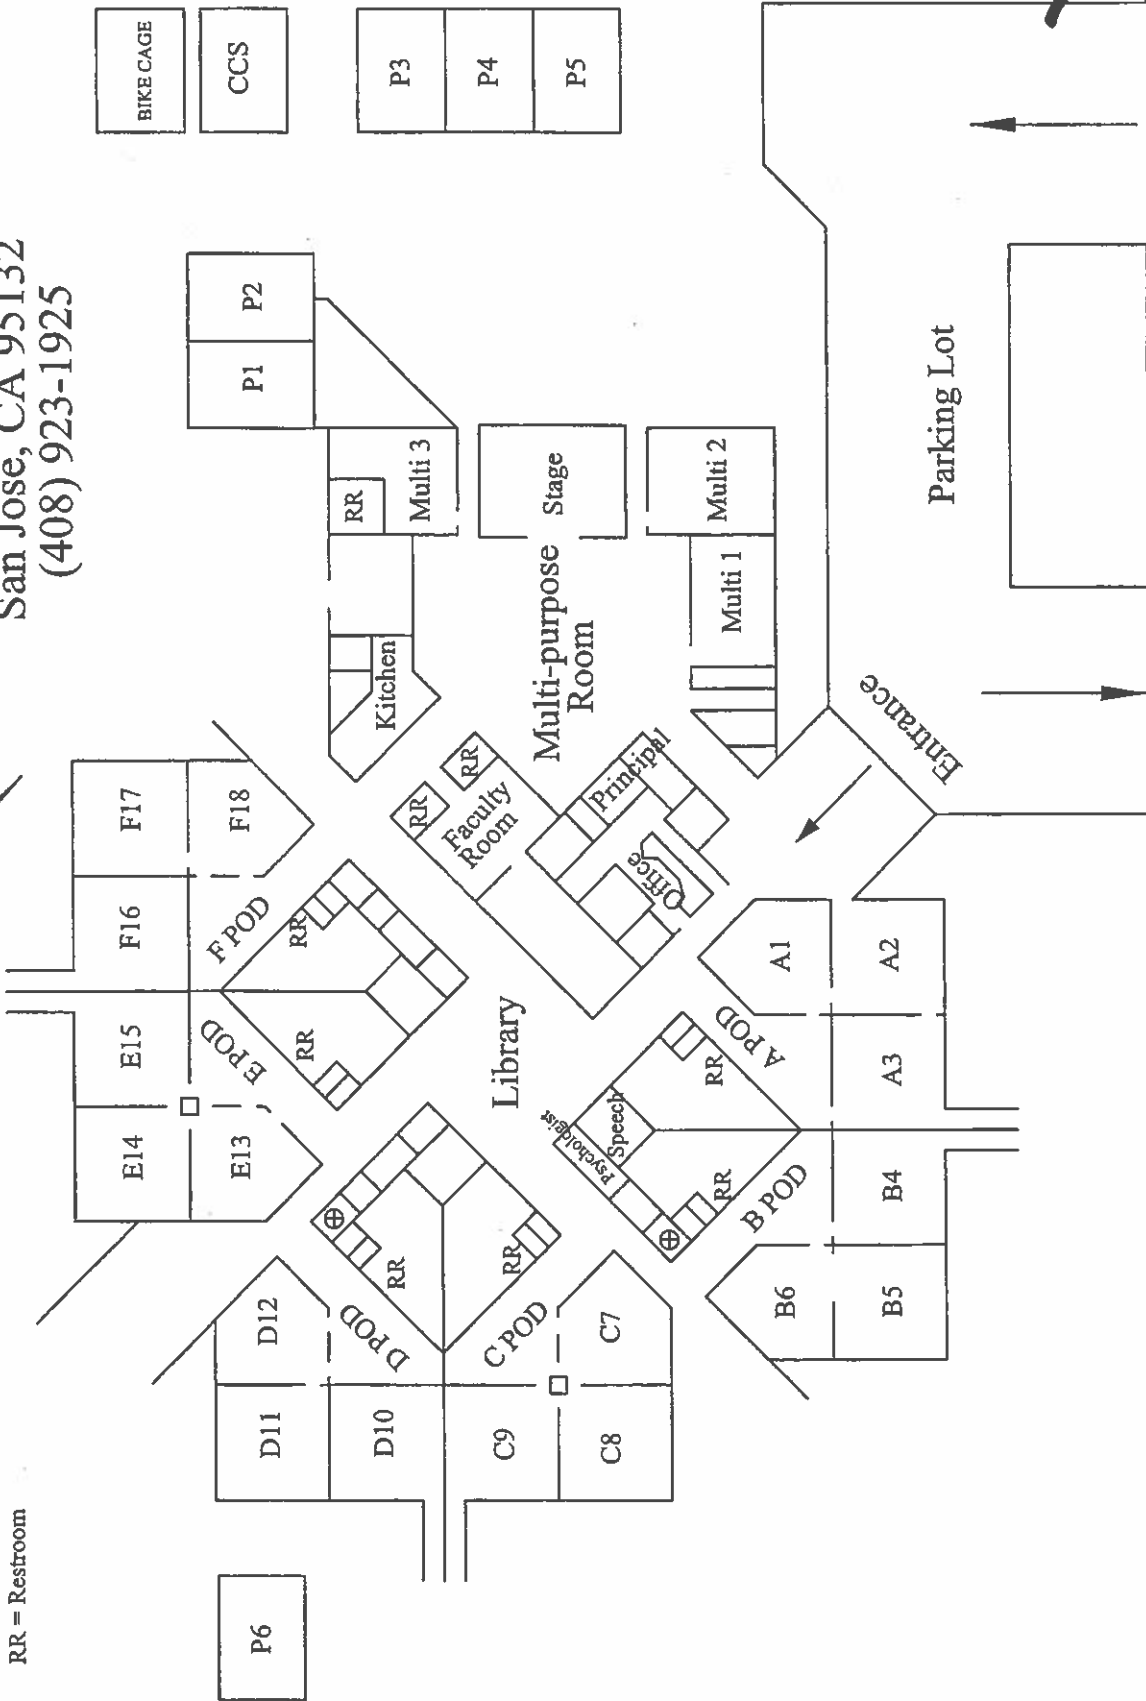 San Jose, CA 95132
(408) 923-1925
RR = Restroom
BIKE CAGE
CCS
P3
P4
P5
P1
P2
P6
RR
Multi 3
Stage
Multi 2
Multi 1
Kitchen
Multi-purpose
Room
Parking Lot
Entrance
F17
F18
F16
F POD
RR
E15
E14
E13
E POD
RR
RR
RR
Faculty
Room
Principal
Office
Library
A1
A2
A3
A POD
RR
Speech
Psychologist
RR
B POD
B4
B5
B6
D12
D11
D10
D POD
RR
RR
C POD
C7
C8
C9